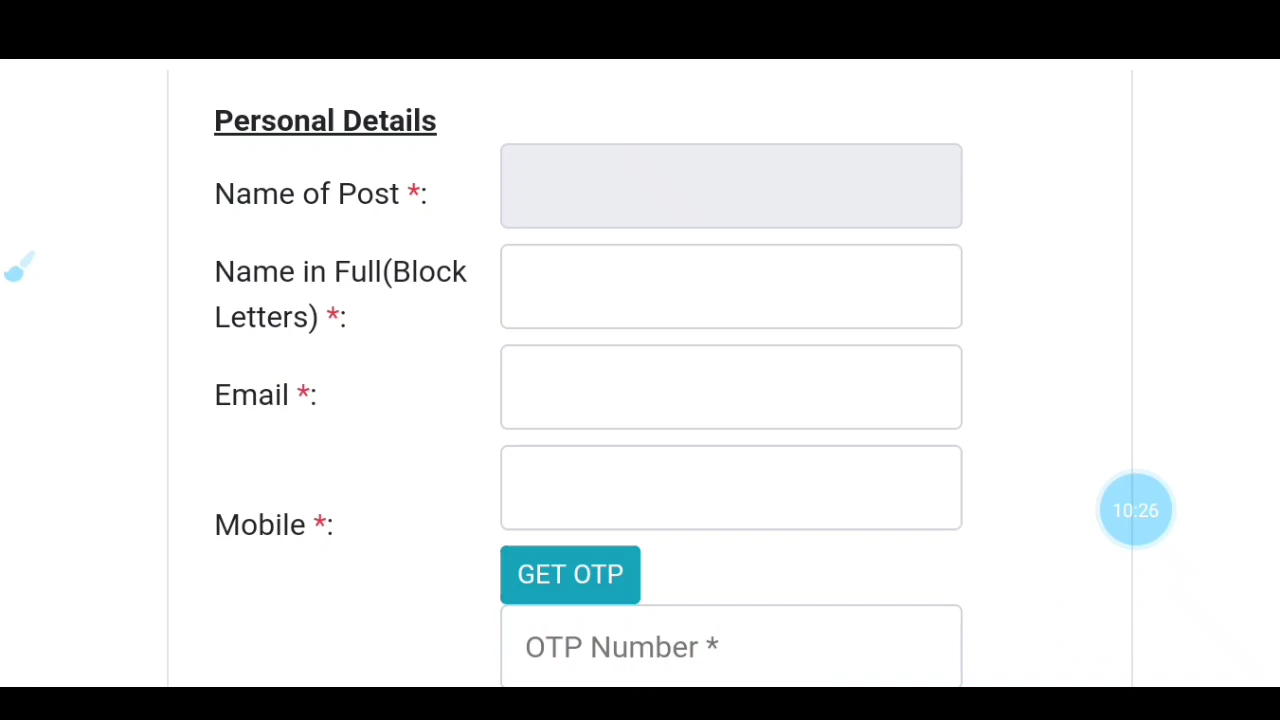 Personal Details
Name of Post *:
Name in Full(Block
Letters) *:
Email *:
Mobile *:
GET OTP
OTP Number *
10:26